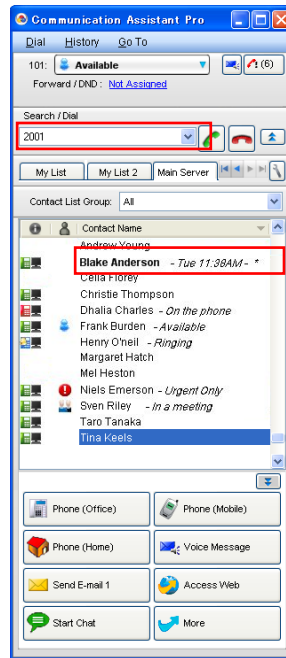 Communication Assistant Pro
Dial History Go To
101: Available (6)
Forward / DND : Not Assigned
Search / Dial
2001
My List My List 2 Main Server
Contact List Group: All
Contact Name
Andrew Young
Blake Anderson - Tue 11:38AM - *
Celia Florey
Christie Thompson
Dhalia Charles - On the phone
Frank Burden - Available
Henry O'neil - Ringing
Margaret Hatch
Mel Heston
Niels Emerson - Urgent Only
Sven Riley - In a meeting
Taro Tanaka
Tina Keels
Phone (Office) Phone (Mobile)
Phone (Home) Voice Message
Send E-mail 1 Access Web
Start Chat More